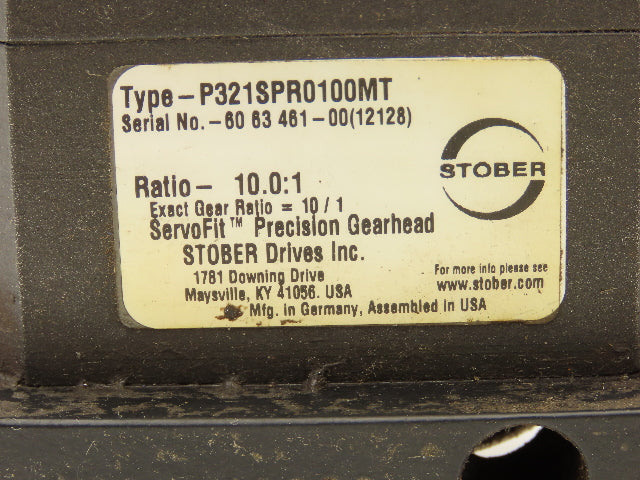 Type - P321SPR0100MT
Serial No. - 60 63 461 - 00(12128)
STOBER
Ratio - 10.0:1
Exact Gear Ratio = 10 / 1
ServoFit™ Precision Gearhead
STOBER Drives Inc.
1781 Downing Drive
Maysville, KY 41056. USA
For more info please see
www.stober.com
Mfg. in Germany, Assembled in USA